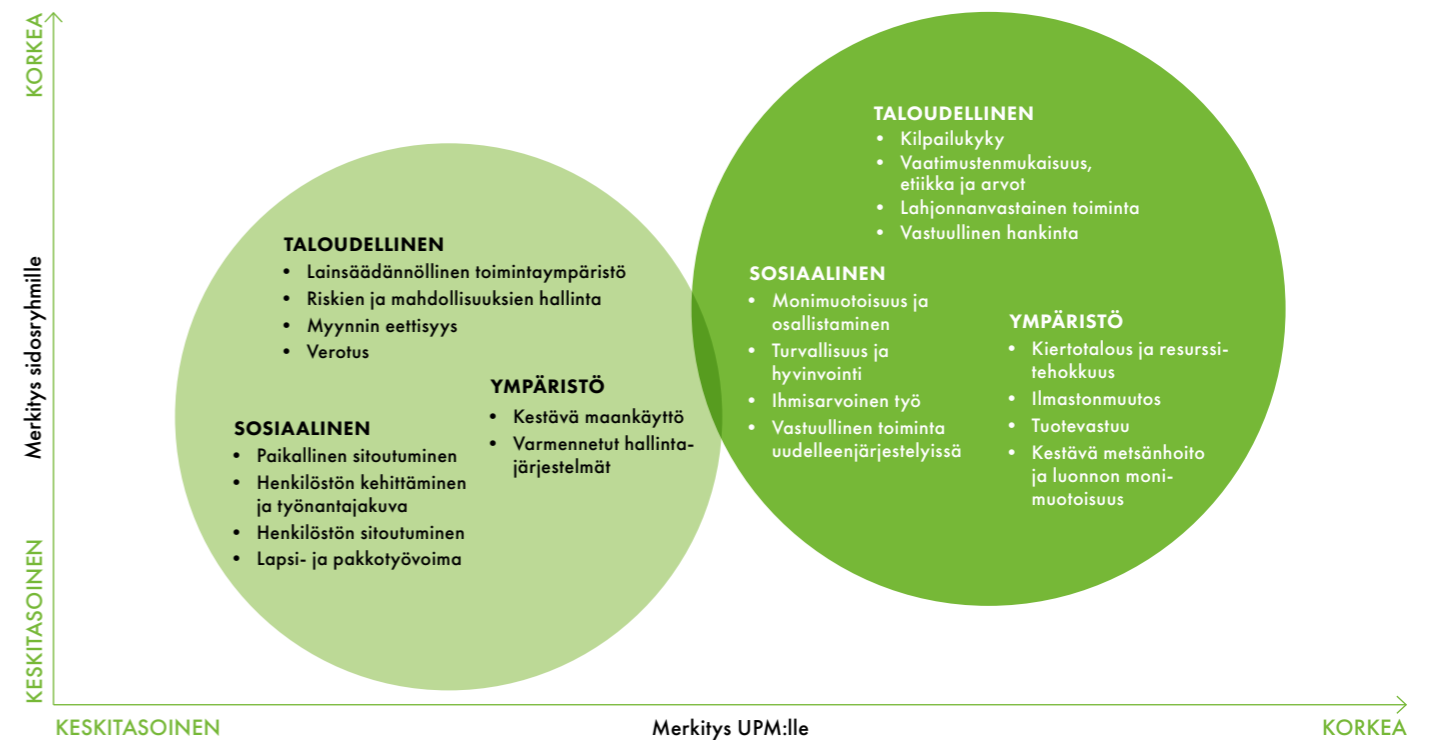 KORKEA
Merkitys sidosryhmille
KESKITASOINEN
TALOUDELLINEN
• Lainsäädännöllinen toimintaympäristö
• Riskien ja mahdollisuuksien hallinta
• Myynnin eettisyys
• Verotus
SOSIAALINEN
• Paikallinen sitoutuminen
• Henkilöstön kehittäminen
ja työnantajakuva
• Henkilöstön sitoutuminen
• Lapsi- ja pakkotyövoima
YMPÄRISTÖ
• Kestävä maankäyttö
• Varmennetut hallinta-
järjestelmät
TALOUDELLINEN
• Kilpailukyky
• Vaatimustenmukaisuus,
etiikka ja arvot
• Lahjonnanvastainen toiminta
• Vastuullinen hankinta
SOSIAALINEN
• Monimuotoisuus ja
osallistaminen
• Turvallisuus ja
hyvinvointi
• Ihmisarvoinen työ
• Vastuullinen toiminta
uudelleenjärjestelyissä
YMPÄRISTÖ
• Kiertotalous ja resurssi-
tehokkuus
• Ilmastonmuutos
• Tuotevastuu
• Kestävä metsänhoito
ja luonnon moni-
muotoisuus
KESKITASOINEN
Merkitys UPM:lle
KORKEA